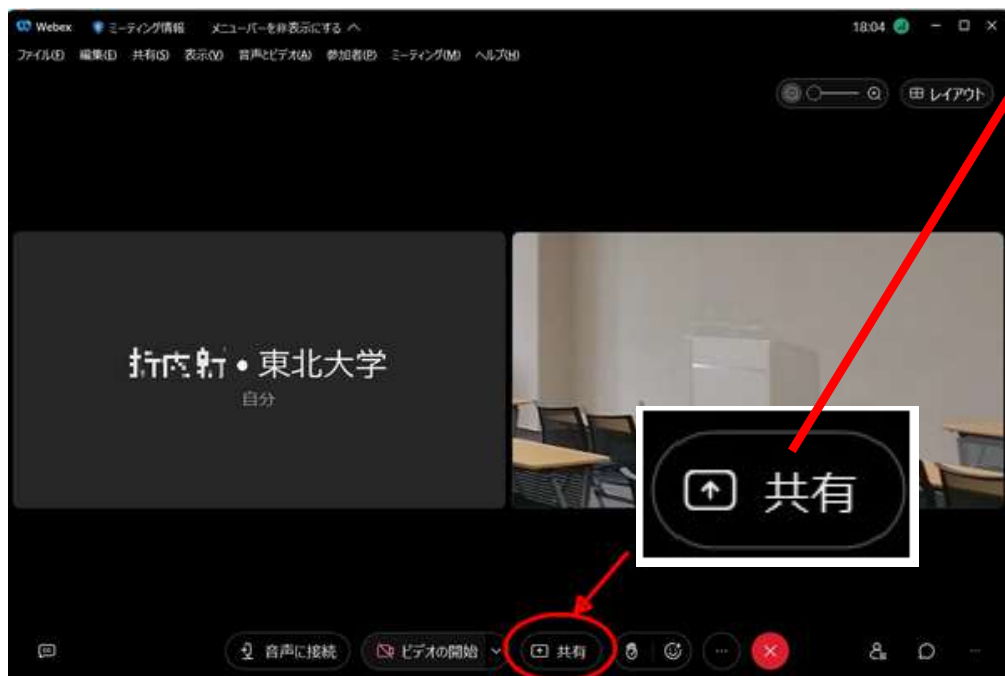 Webex ミーティング情報 メニューバーを非表示にする 18:04
ファイル(F) 編集(E) 共有(S) 表示(V) 音声とビデオ(A) 参加者(P) ミーティング(M) ヘルプ(H)
レイアウト
• 東北大学
自分
共有
音声に接続 ビデオの開始 共有